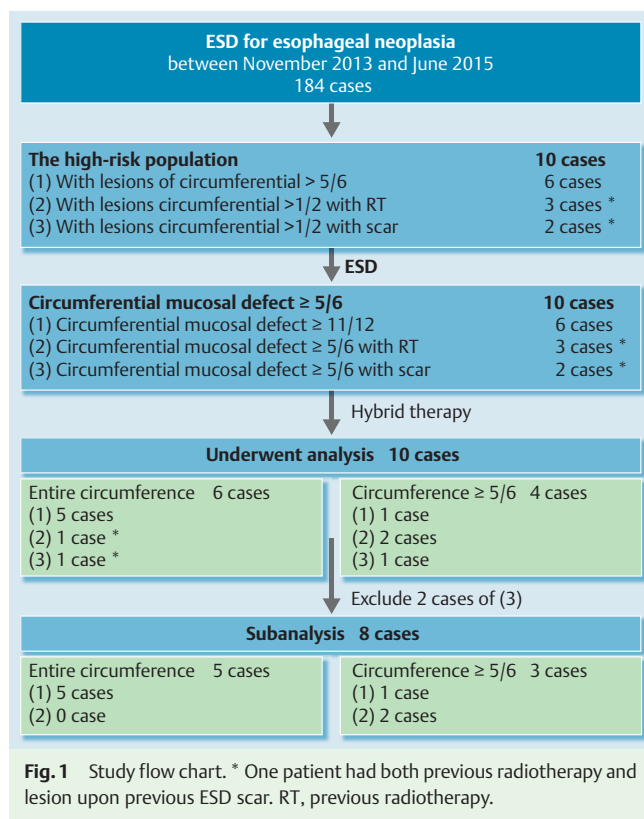 ESD for esophageal neoplasia
between November 2013 and June 2015
184 cases
The high-risk population 10 cases
(1) With lesions of circumferential > 5/6 6 cases
(2) With lesions circumferential >1/2 with RT 3 cases *
(3) With lesions circumferential >1/2 with scar 2 cases *
ESD
Circumferential mucosal defect ≥ 5/6 10 cases
(1) Circumferential mucosal defect ≥ 11/12 6 cases
(2) Circumferential mucosal defect ≥ 5/6 with RT 3 cases *
(3) Circumferential mucosal defect ≥ 5/6 with scar 2 cases *
Hybrid therapy
Underwent analysis 10 cases
Entire circumference 6 cases
(1) 5 cases
(2) 1 case *
(3) 1 case *
Circumference ≥ 5/6 4 cases
(1) 1 case
(2) 2 cases
(3) 1 case
Exclude 2 cases of (3)
Subanalysis 8 cases
Entire circumference 5 cases
(1) 5 cases
(2) 0 case
Circumference ≥ 5/6 3 cases
(1) 1 case
(2) 2 cases
Fig. 1 Study flow chart. * One patient had both previous radiotherapy and
lesion upon previous ESD scar. RT, previous radiotherapy.